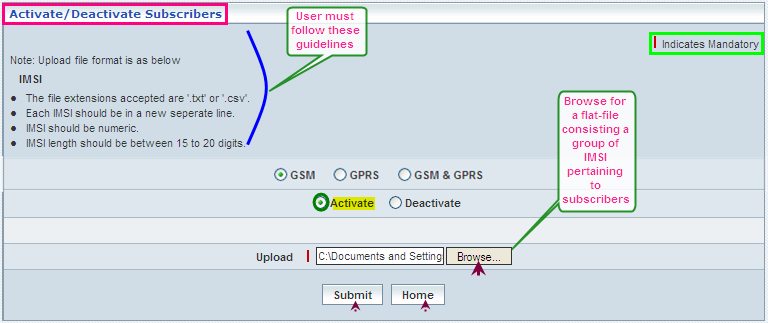 Activate/Deactivate Subscribers
User must
follow these
guidelines
Indicates Mandatory
Note: Upload file format is as below
IMSI
The file extensions accepted are '.txt' or '.csv'.
Each IMSI should be in a new seperate line.
IMSI should be numeric.
IMSI length should be between 15 to 20 digits.
Browse for
a flat-file
consisting a
group of
IMSI
pertaining
to
subscribers
GSM GPRS GSM & GPRS
Activate Deactivate
Upload C:\Documents and Setting Browse...
Submit Home